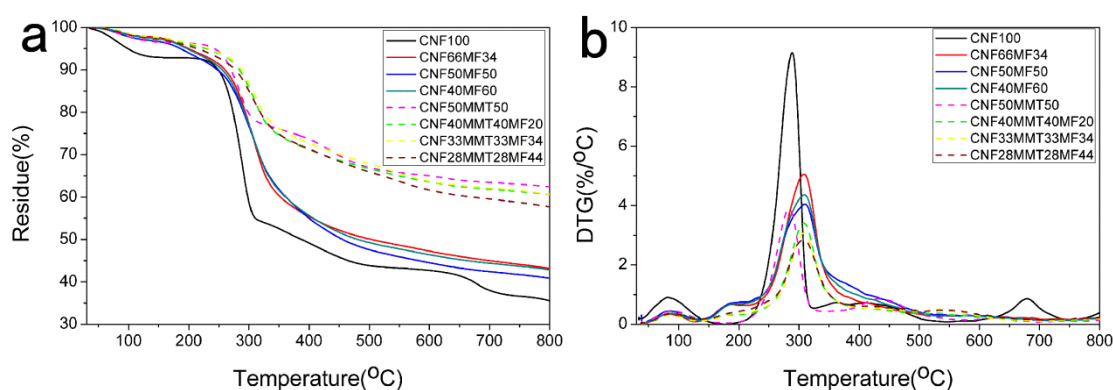 a
100
90
80
70
60
50
40
30
Residue(%)
100 200 300 400 500 600 700 800
Temperature(ᴼC)
CNF100
CNF66MF34
CNF50MF50
CNF40MF60
CNF50MMT50
CNF40MMT40MF20
CNF33MMT33MF34
CNF28MMT28MF44
b
10
8
6
4
2
0
DTG(%/ᴼC)
100 200 300 400 500 600 700 800
Temperature(ᴼC)
CNF100
CNF66MF34
CNF50MF50
CNF40MF60
CNF50MMT50
CNF40MMT40MF20
CNF33MMT33MF34
CNF28MMT28MF44